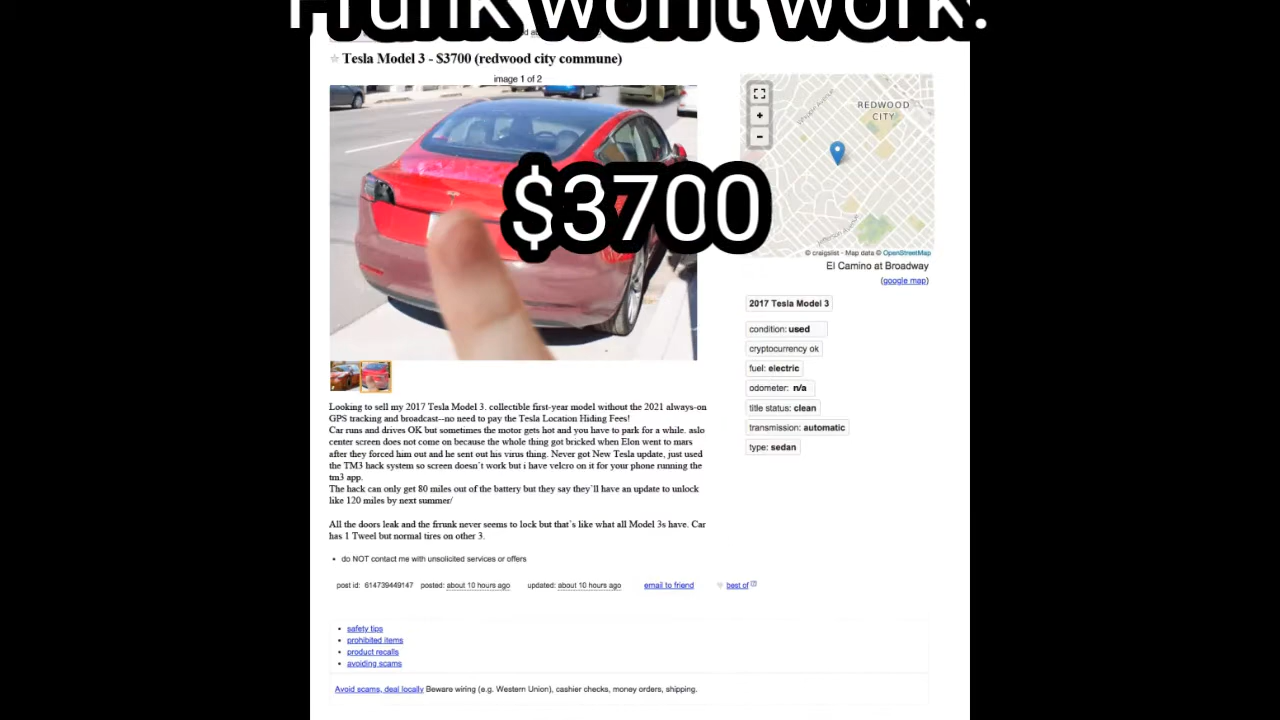 Frunk won't work.
☆ Tesla Model 3 - $3700 (redwood city commune)
image 1 of 2
$3700
REDWOOD
CITY
Whipple Avenue
Jefferson Avenue
+
−
© craigslist - Map data © OpenStreetMap
El Camino at Broadway
(google map)
2017 Tesla Model 3
condition: used
cryptocurrency ok
fuel: electric
odometer: n/a
title status: clean
transmission: automatic
type: sedan
Looking to sell my 2017 Tesla Model 3. collectible first-year model without the 2021 always-on
GPS tracking and broadcast--no need to pay the Tesla Location Hiding Fees!
Car runs and drives OK but sometimes the motor gets hot and you have to park for a while. aslo
center screen does not come on because the whole thing got bricked when Elon went to mars
after they forced him out and he sent out his virus thing. Never got New Tesla update, just used
the TM3 hack system so screen doesn't work but i have velcro on it for your phone running the
tm3 app.
The hack can only get 80 miles out of the battery but they say they'll have an update to unlock
like 120 miles by next summer/
All the doors leak and the frrunk never seems to lock but that's like what all Model 3s have. Car
has 1 Tweel but normal tires on other 3.
• do NOT contact me with unsolicited services or offers
post id: 614739449147 posted: about 10 hours ago updated: about 10 hours ago email to friend best of [?]
• safety tips
• prohibited items
• product recalls
• avoiding scams
Avoid scams, deal locally Beware wiring (e.g. Western Union), cashier checks, money orders, shipping.